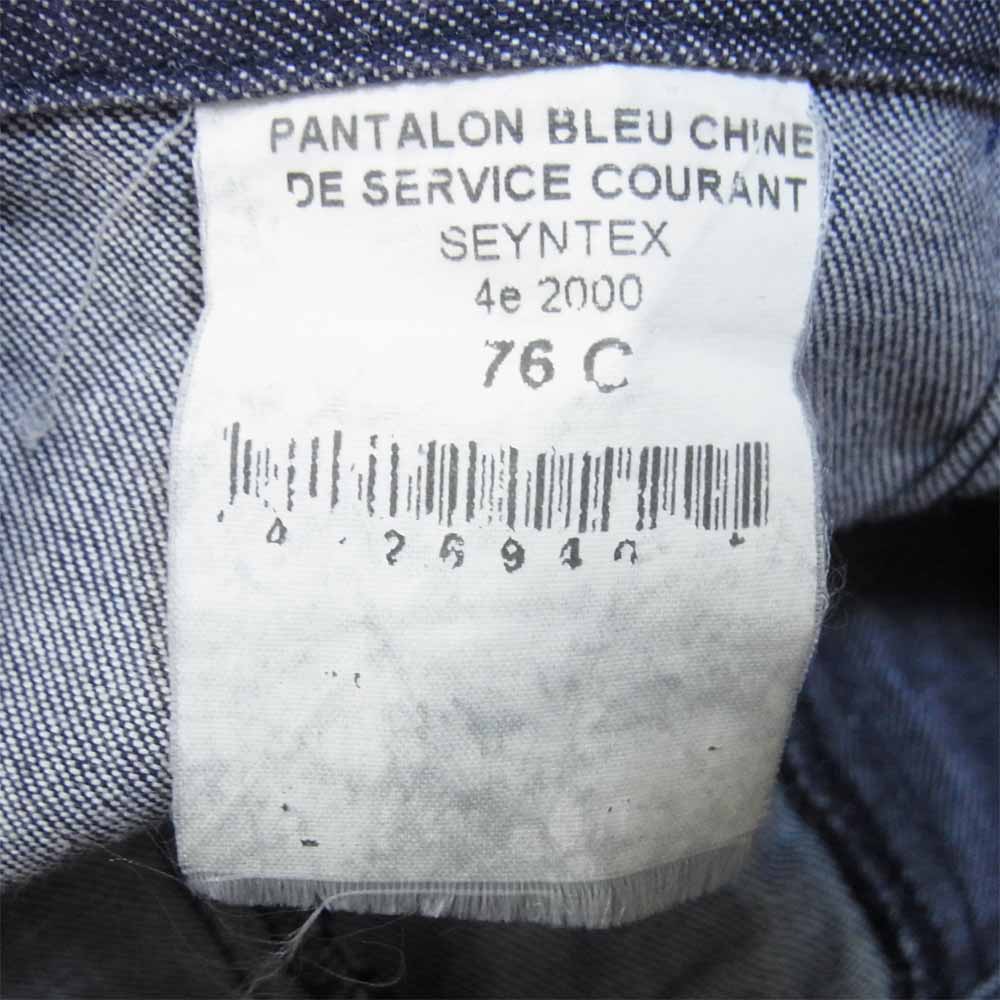 PANTALON BLEU CHINE
DE SERVICE COURANT
SEYNTEX
4e 2000
76 C